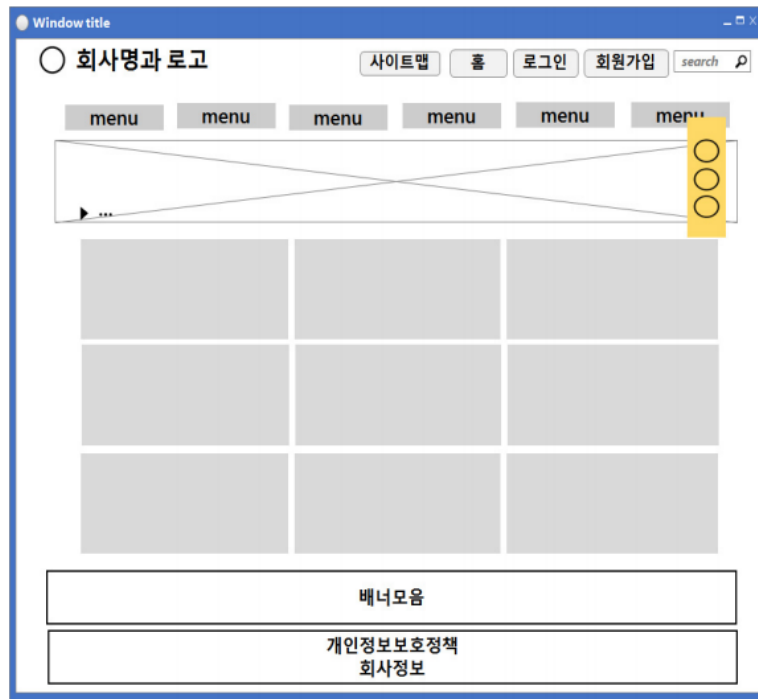 Window title
회사명과 로고
사이트맵 홈 로그인 회원가입 search
menu menu menu menu menu menu
...
배너모음
개인정보보호정책
회사정보